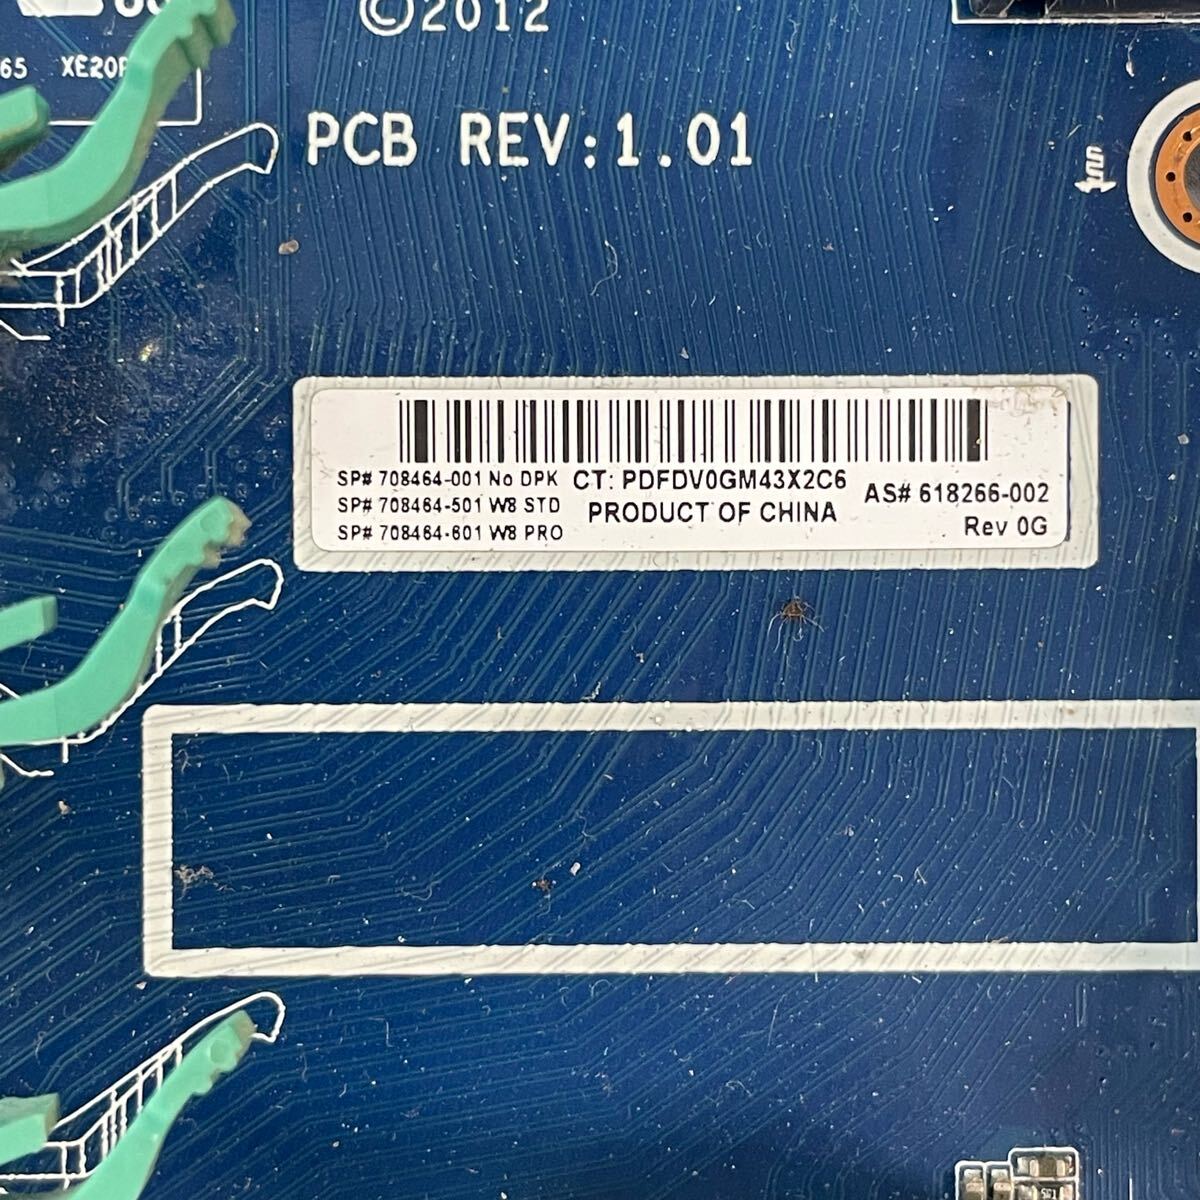 ©2012
65 XE20
PCB REV:1.01
SP# 708464-001 No DPK
SP# 708464-501 W8 STD
SP# 708464-601 W8 PRO
CT: PDFDV0GM43X2C6
PRODUCT OF CHINA
AS# 618266-002
Rev 0G